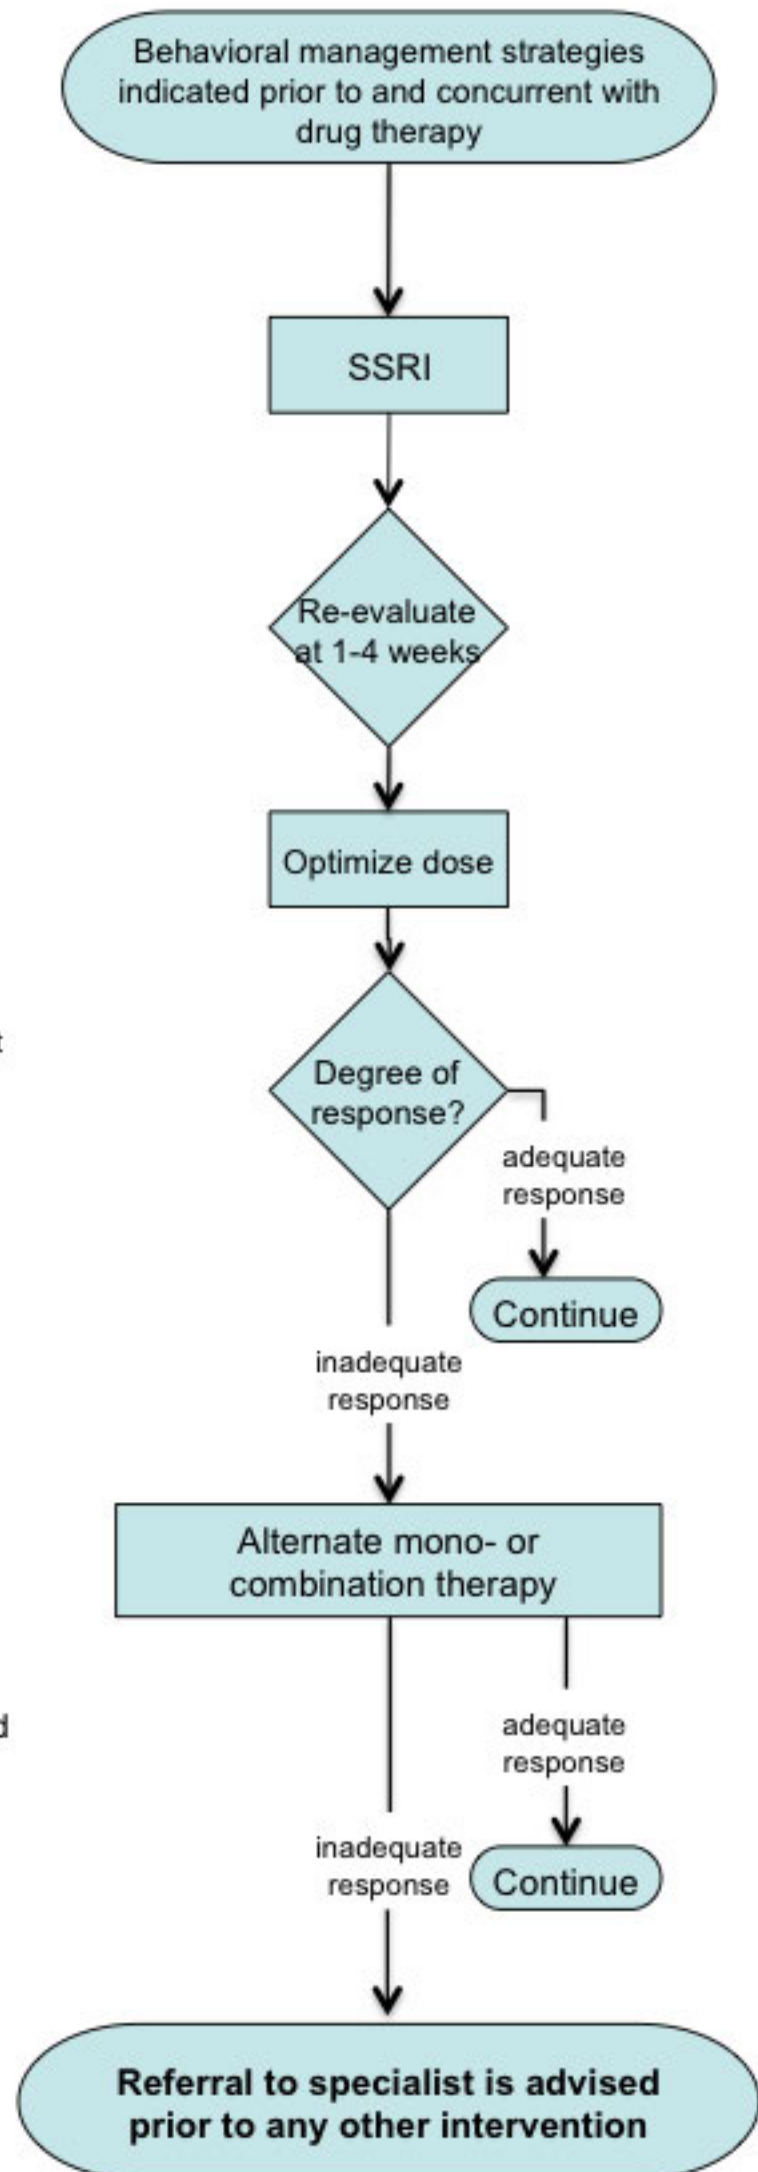 Behavioral management strategies
indicated prior to and concurrent with
drug therapy
SSRI
Re-evaluate
at 1-4 weeks
Optimize dose
Degree of
response?
adequate
response
Continue
inadequate
response
Alternate mono- or
combination therapy
adequate
response
Continue
inadequate
response
Referral to specialist is advised
prior to any other intervention